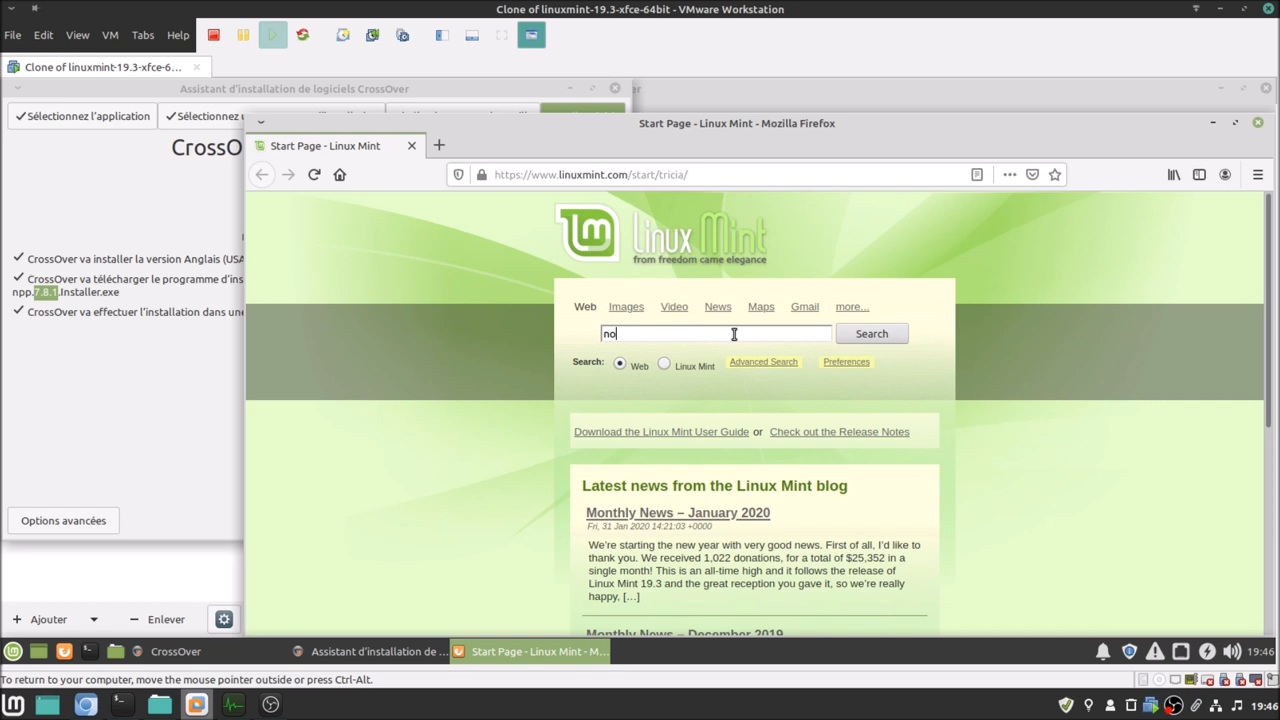 Clone of linuxmint-19.3-xfce-64bit - VMware Workstation
File Edit View VM Tabs Help
Clone of linuxmint-19.3-xfce-6...
Assistant d'installation de logiciels CrossOver
er
Sélectionnez l'application
Sélectionnez
Start Page - Linux Mint - Mozilla Firefox
Start Page - Linux Mint
CrossO
https://www.linuxmint.com/start/tricia/
Linux Mint
from freedom came elegance
CrossOver va installer la version Anglais (USA
CrossOver va télécharger le programme d'ins
npp.7.8.1.Installer.exe
CrossOver va effectuer l'installation dans une
Web Images Video News Maps Gmail more...
no Search
Search: Web Linux Mint Advanced Search Preferences
Download the Linux Mint User Guide or Check out the Release Notes
Latest news from the Linux Mint blog
Monthly News – January 2020
Fri, 31 Jan 2020 14:21:03 +0000
We're starting the new year with very good news. First of all, I'd like to
thank you. We received 1,022 donations, for a total of $25,352 in a
single month! This is an all-time high and it follows the release of
Linux Mint 19.3 and the great reception you gave it, so we're really
happy, […]
Monthly News – December 2019
Options avancées
Ajouter Enlever
CrossOver Assistant d'installation de ... Start Page - Linux Mint - M... 19:46
To return to your computer, move the mouse pointer outside or press Ctrl-Alt.
19:46